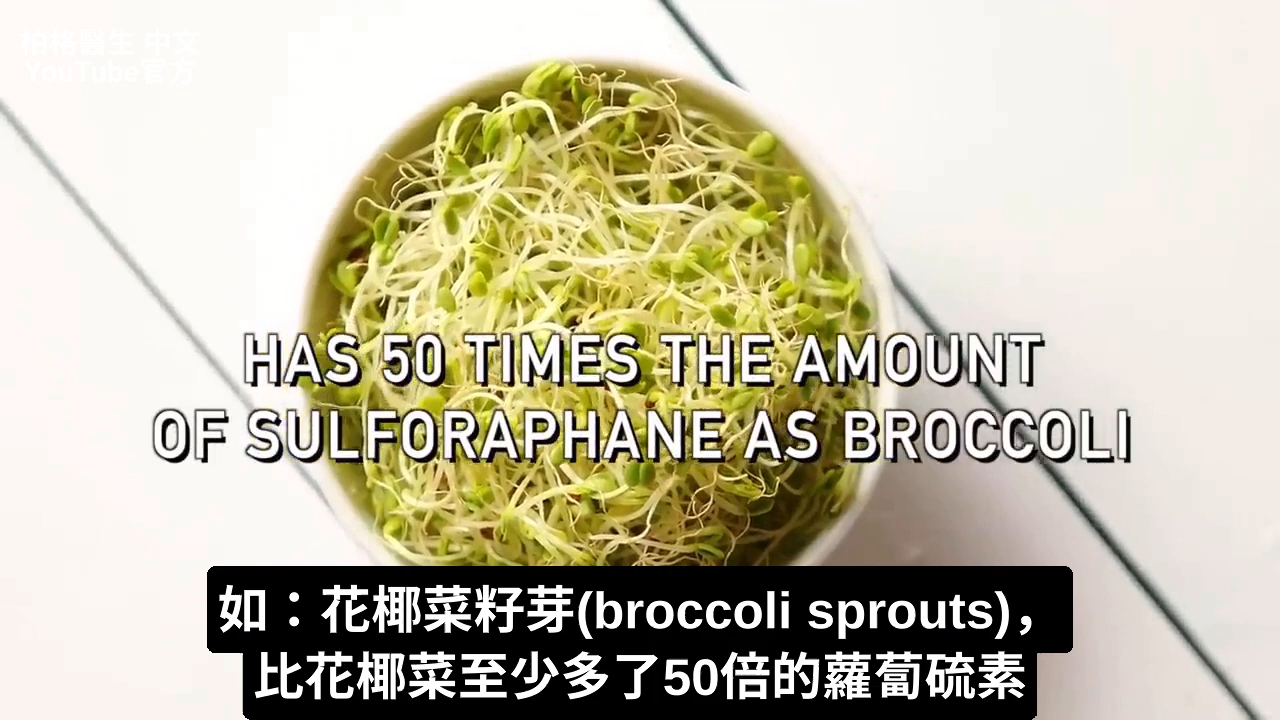 柏格醫生 中文
YouTube官方
HAS 50 TIMES THE AMOUNT
OF SULFORAPHANE AS BROCCOLI
如：花椰菜籽芽(broccoli sprouts)，
比花椰菜至少多了50倍的蘿蔔硫素